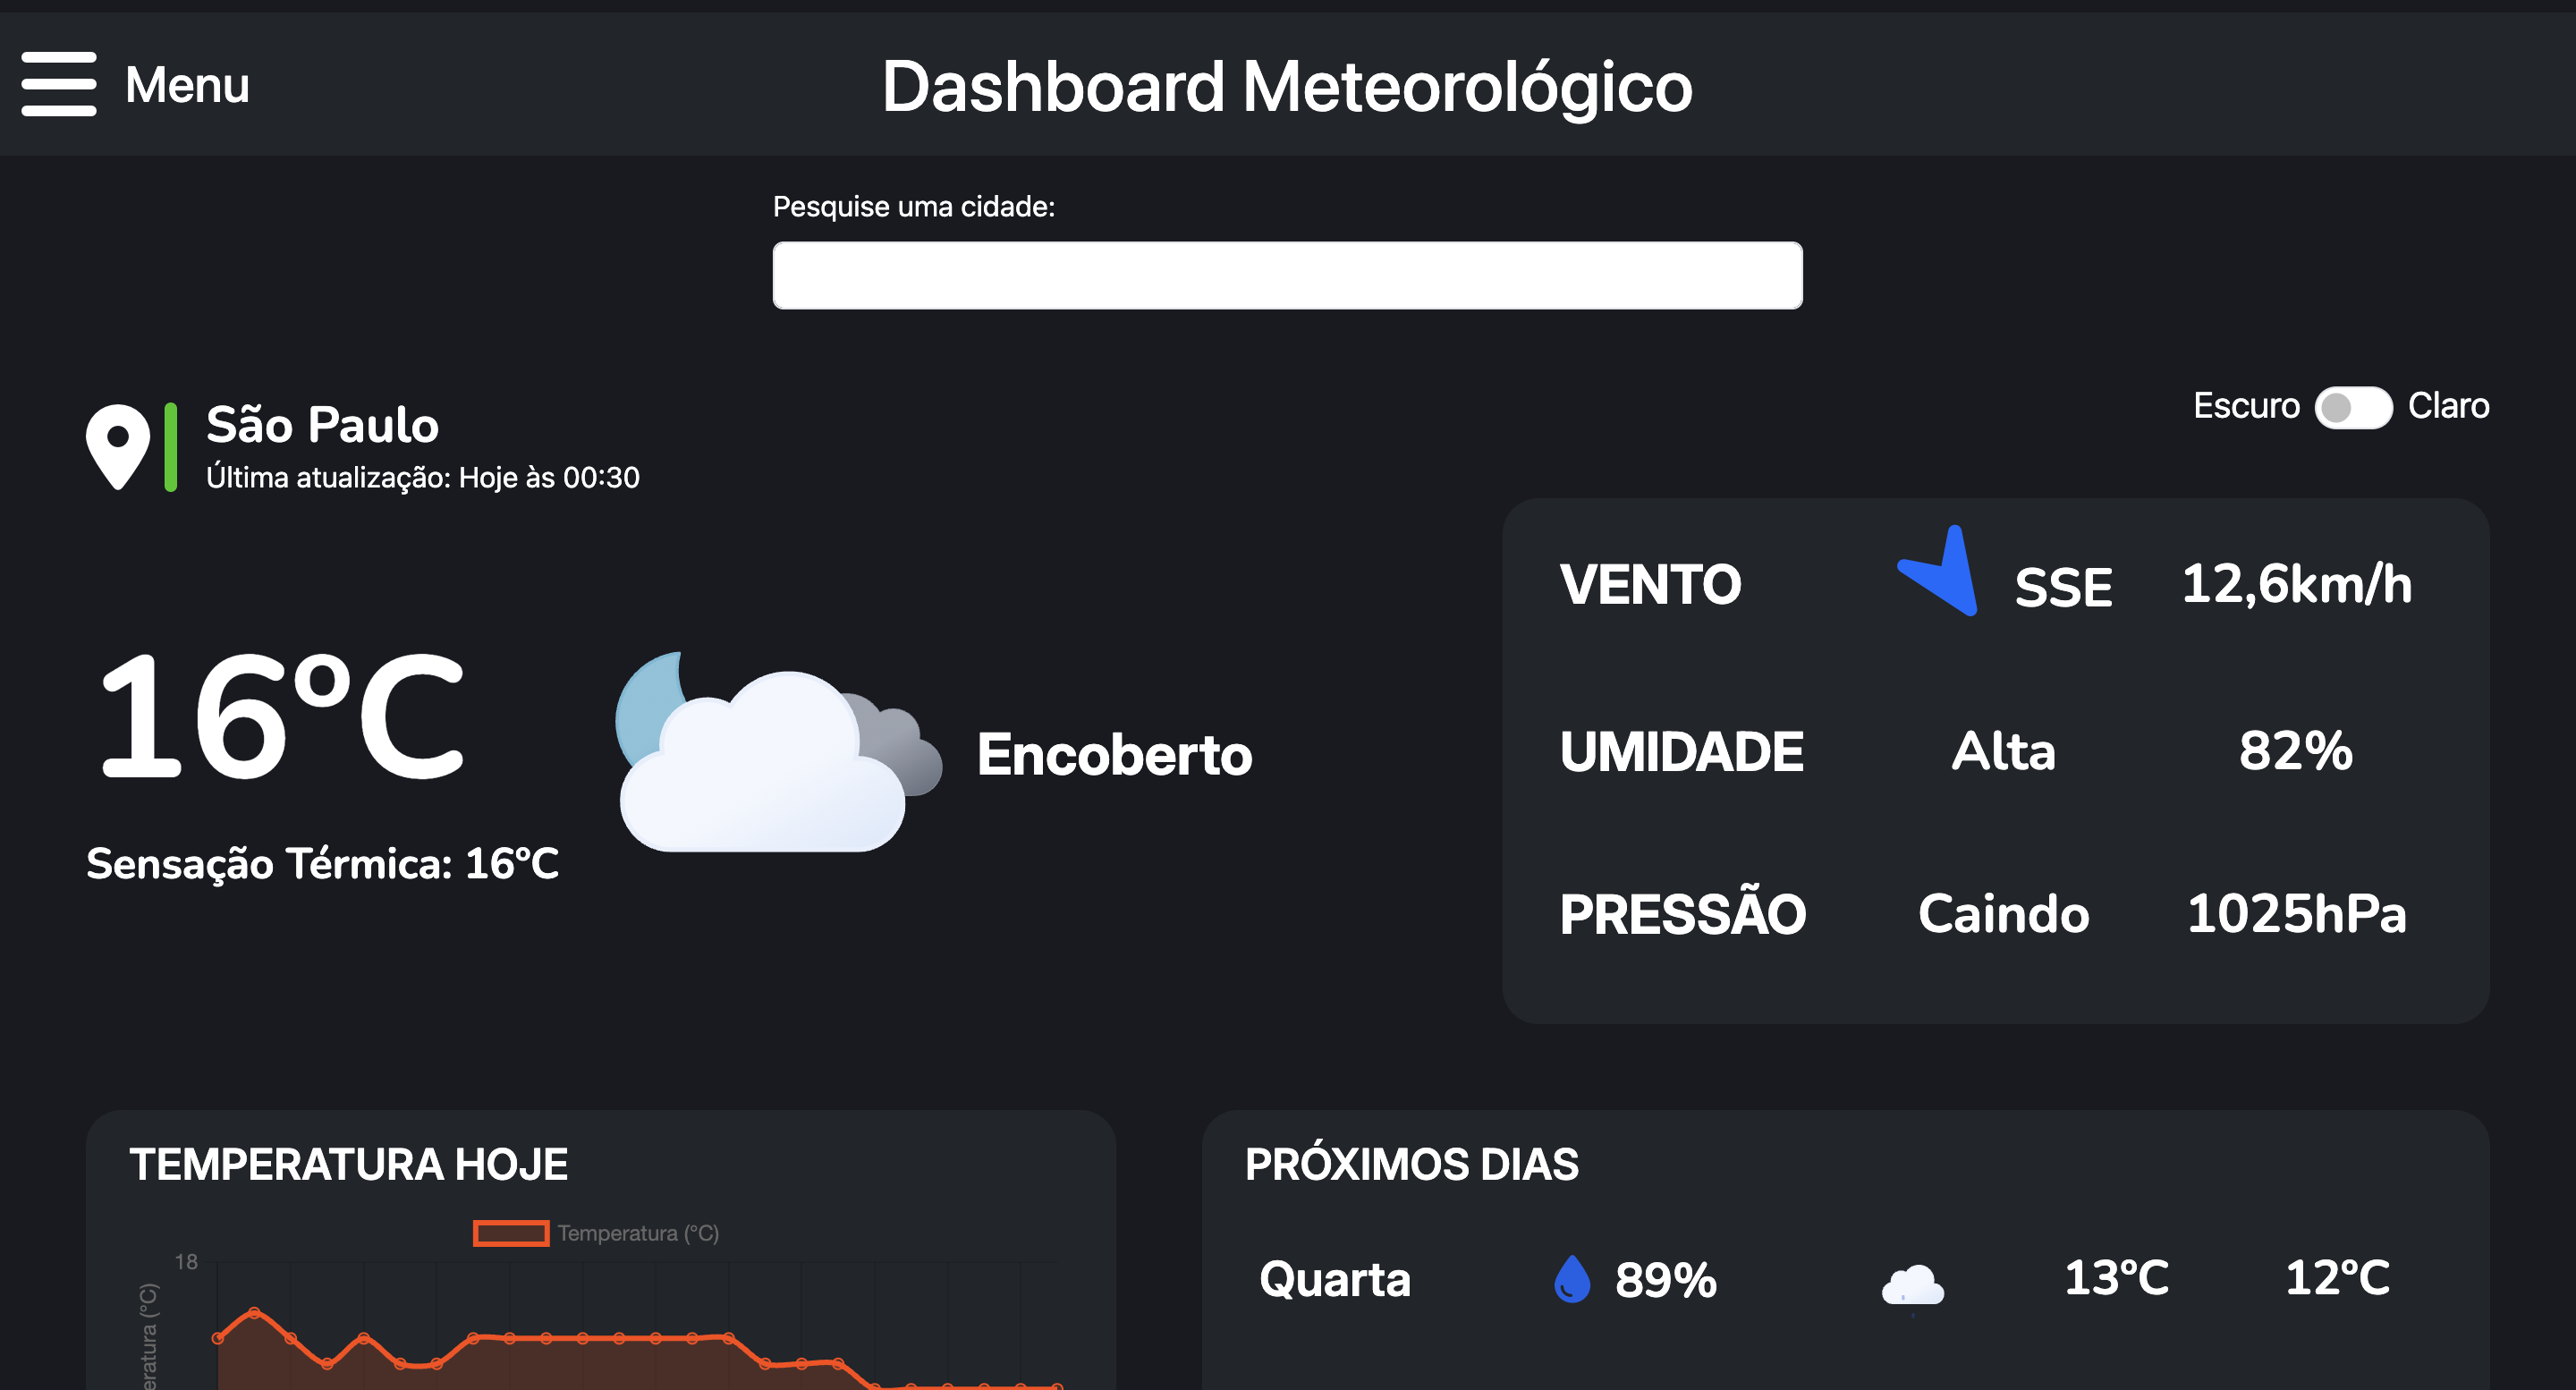 Menu
Dashboard Meteorológico
Pesquise uma cidade:
São Paulo
Última atualização: Hoje às 00:30
Escuro Claro
16°C
Encoberto
Sensação Térmica: 16°C
VENTO SSE 12,6km/h
UMIDADE Alta 82%
PRESSÃO Caindo 1025hPa
TEMPERATURA HOJE
Temperatura (°C)
18
PRÓXIMOS DIAS
Quarta 89% 13°C 12°C